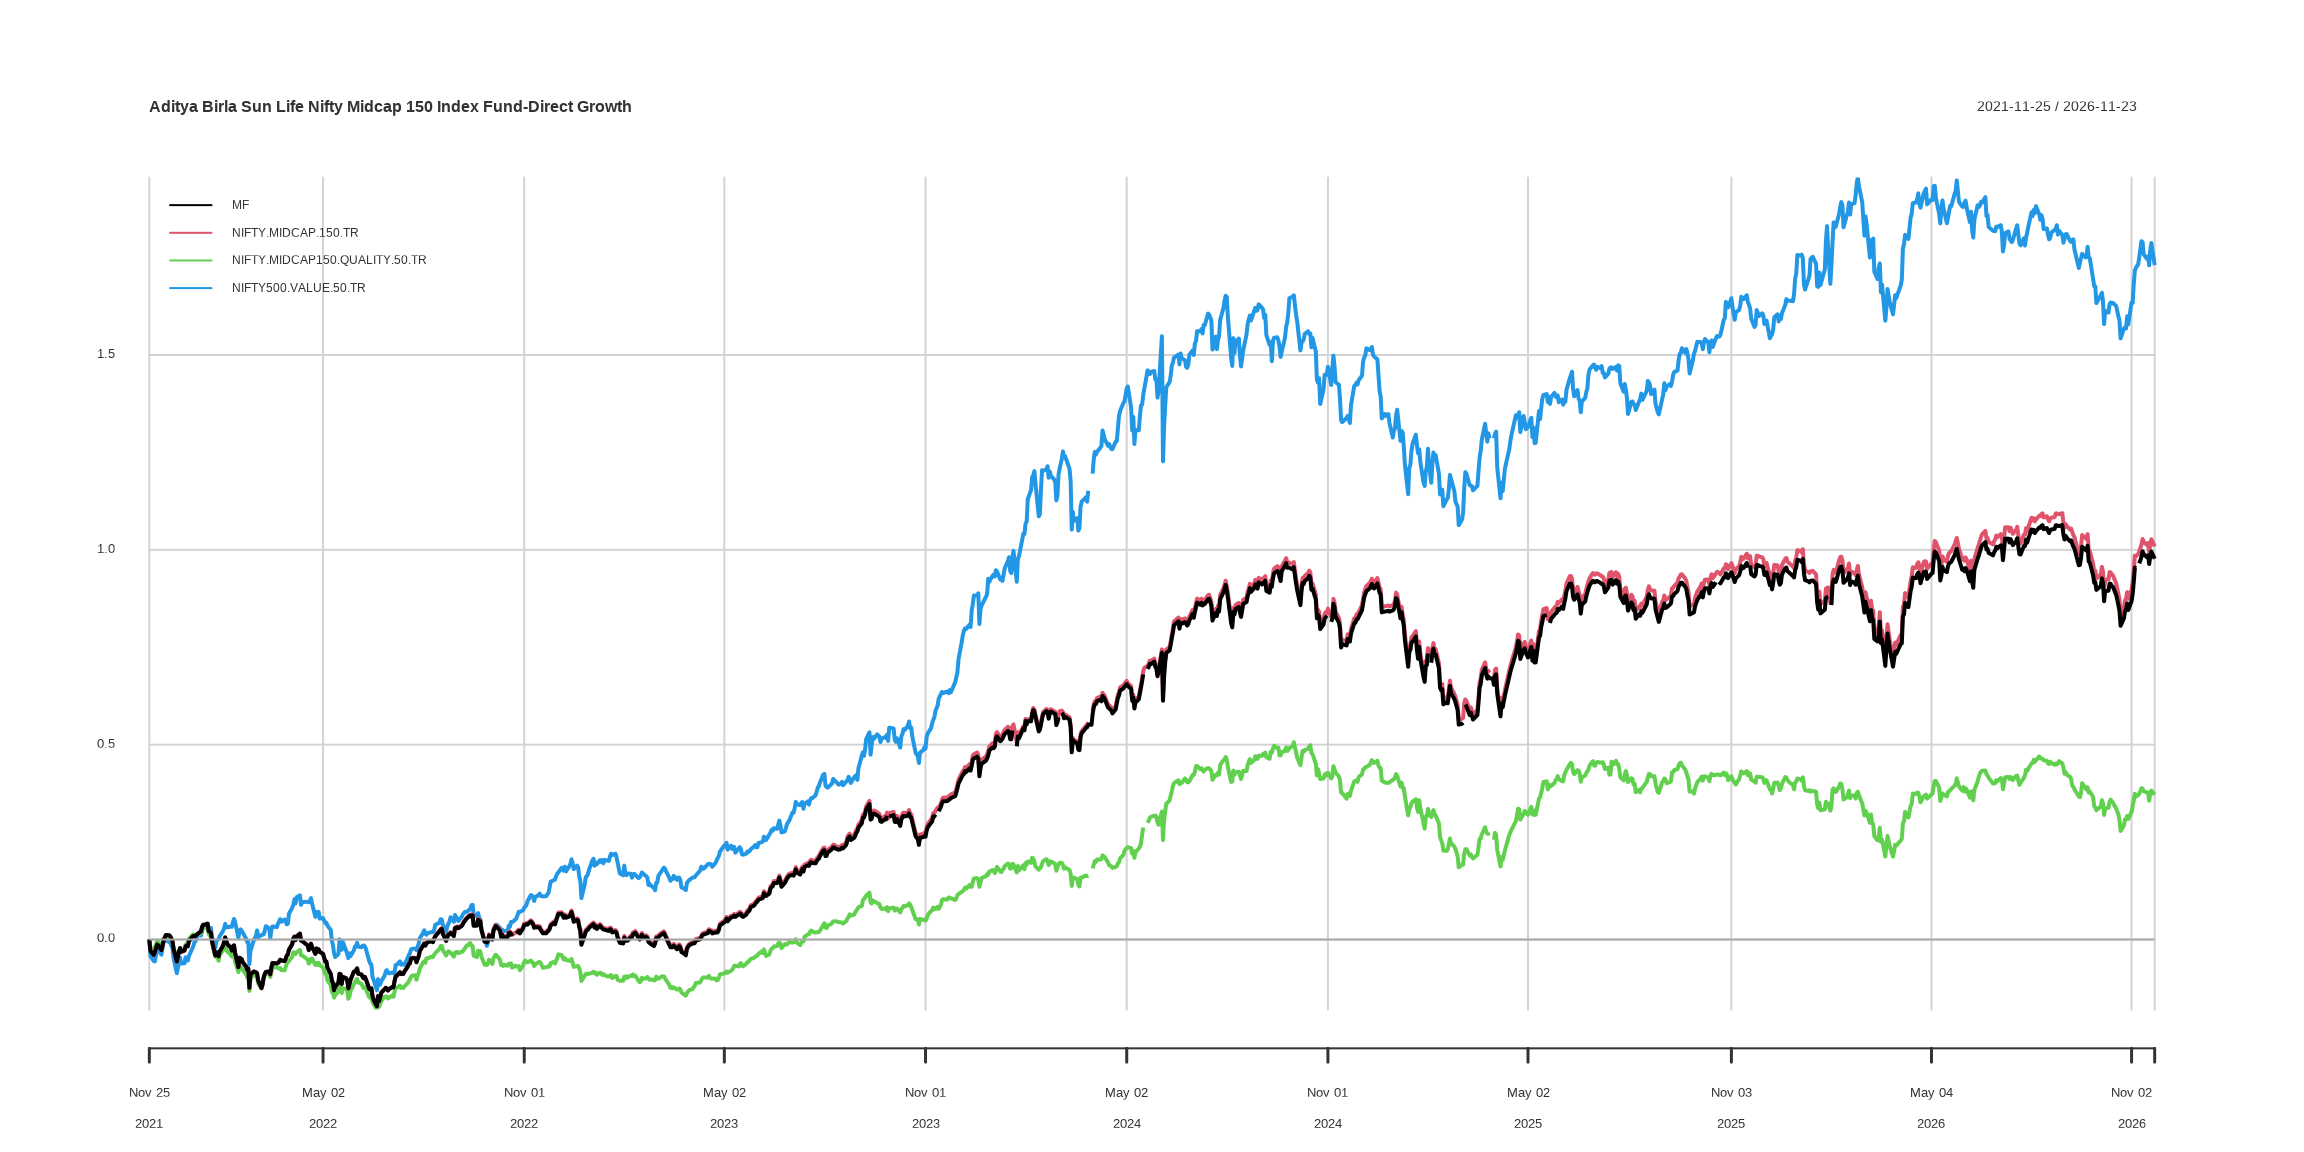 Aditya Birla Sun Life Nifty Midcap 150 Index Fund-Direct Growth
2021-11-25 / 2026-11-23
MF
NIFTY.MIDCAP.150.TR
NIFTY.MIDCAP150.QUALITY.50.TR
NIFTY500.VALUE.50.TR
1.5
1.0
0.5
0.0
Nov 25 May 02 Nov 01 May 02 Nov 01 May 02 Nov 01 May 02 Nov 03 May 04 Nov 02
2021 2022 2022 2023 2023 2024 2024 2025 2025 2026 2026